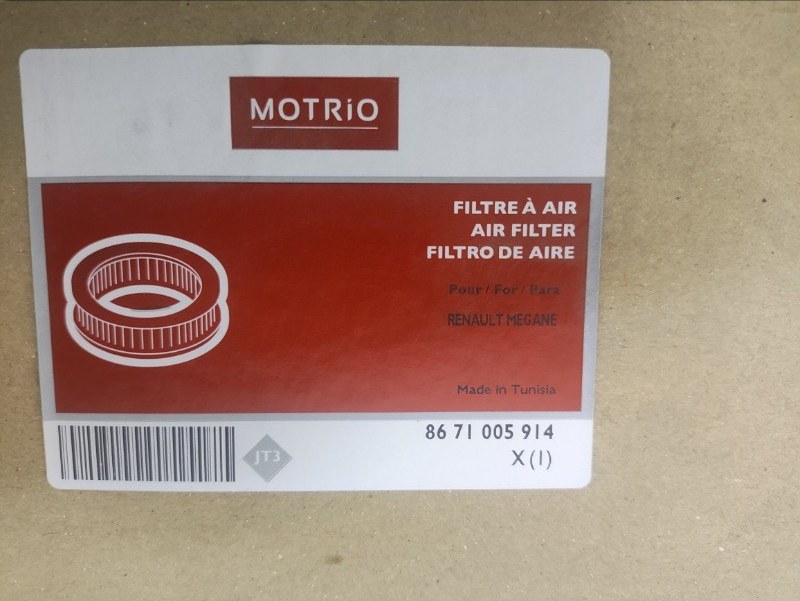 MOTRiO
FILTRE À AIR
AIR FILTER
FILTRO DE AIRE
Pour / For / Para
RENAULT MEGANE
Made in Tunisia
86 71 005 914
JT3
X (1)